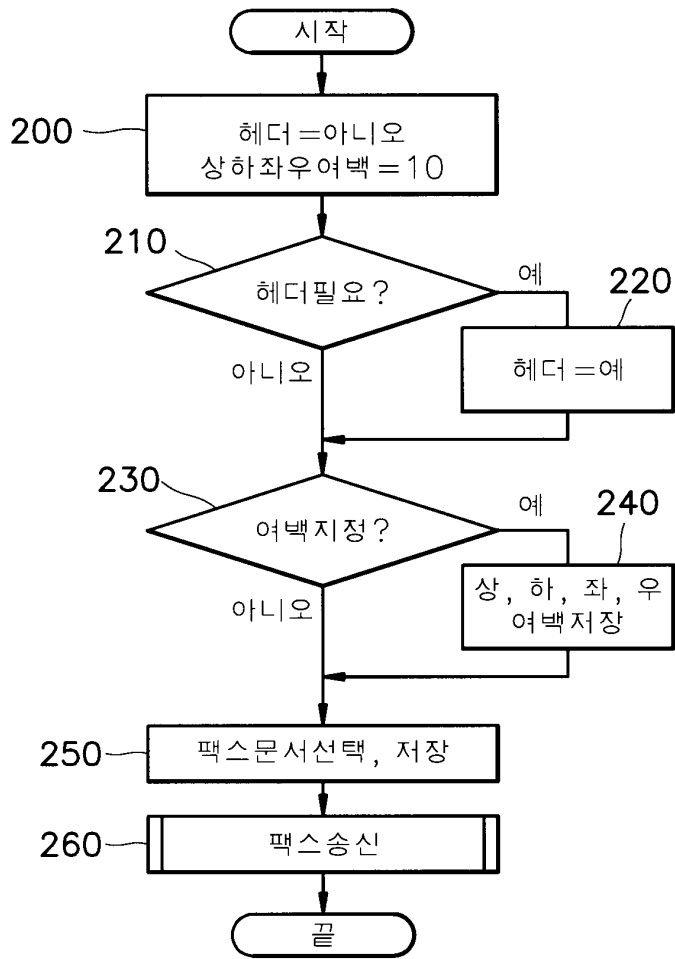 시작
200
헤더=아니오
상하좌우여백=10
210
헤더필요?
예
220
헤더=예
아니오
230
여백지정?
예
240
상, 하, 좌, 우
여백저장
아니오
250
팩스문서선택, 저장
260
팩스송신
끝